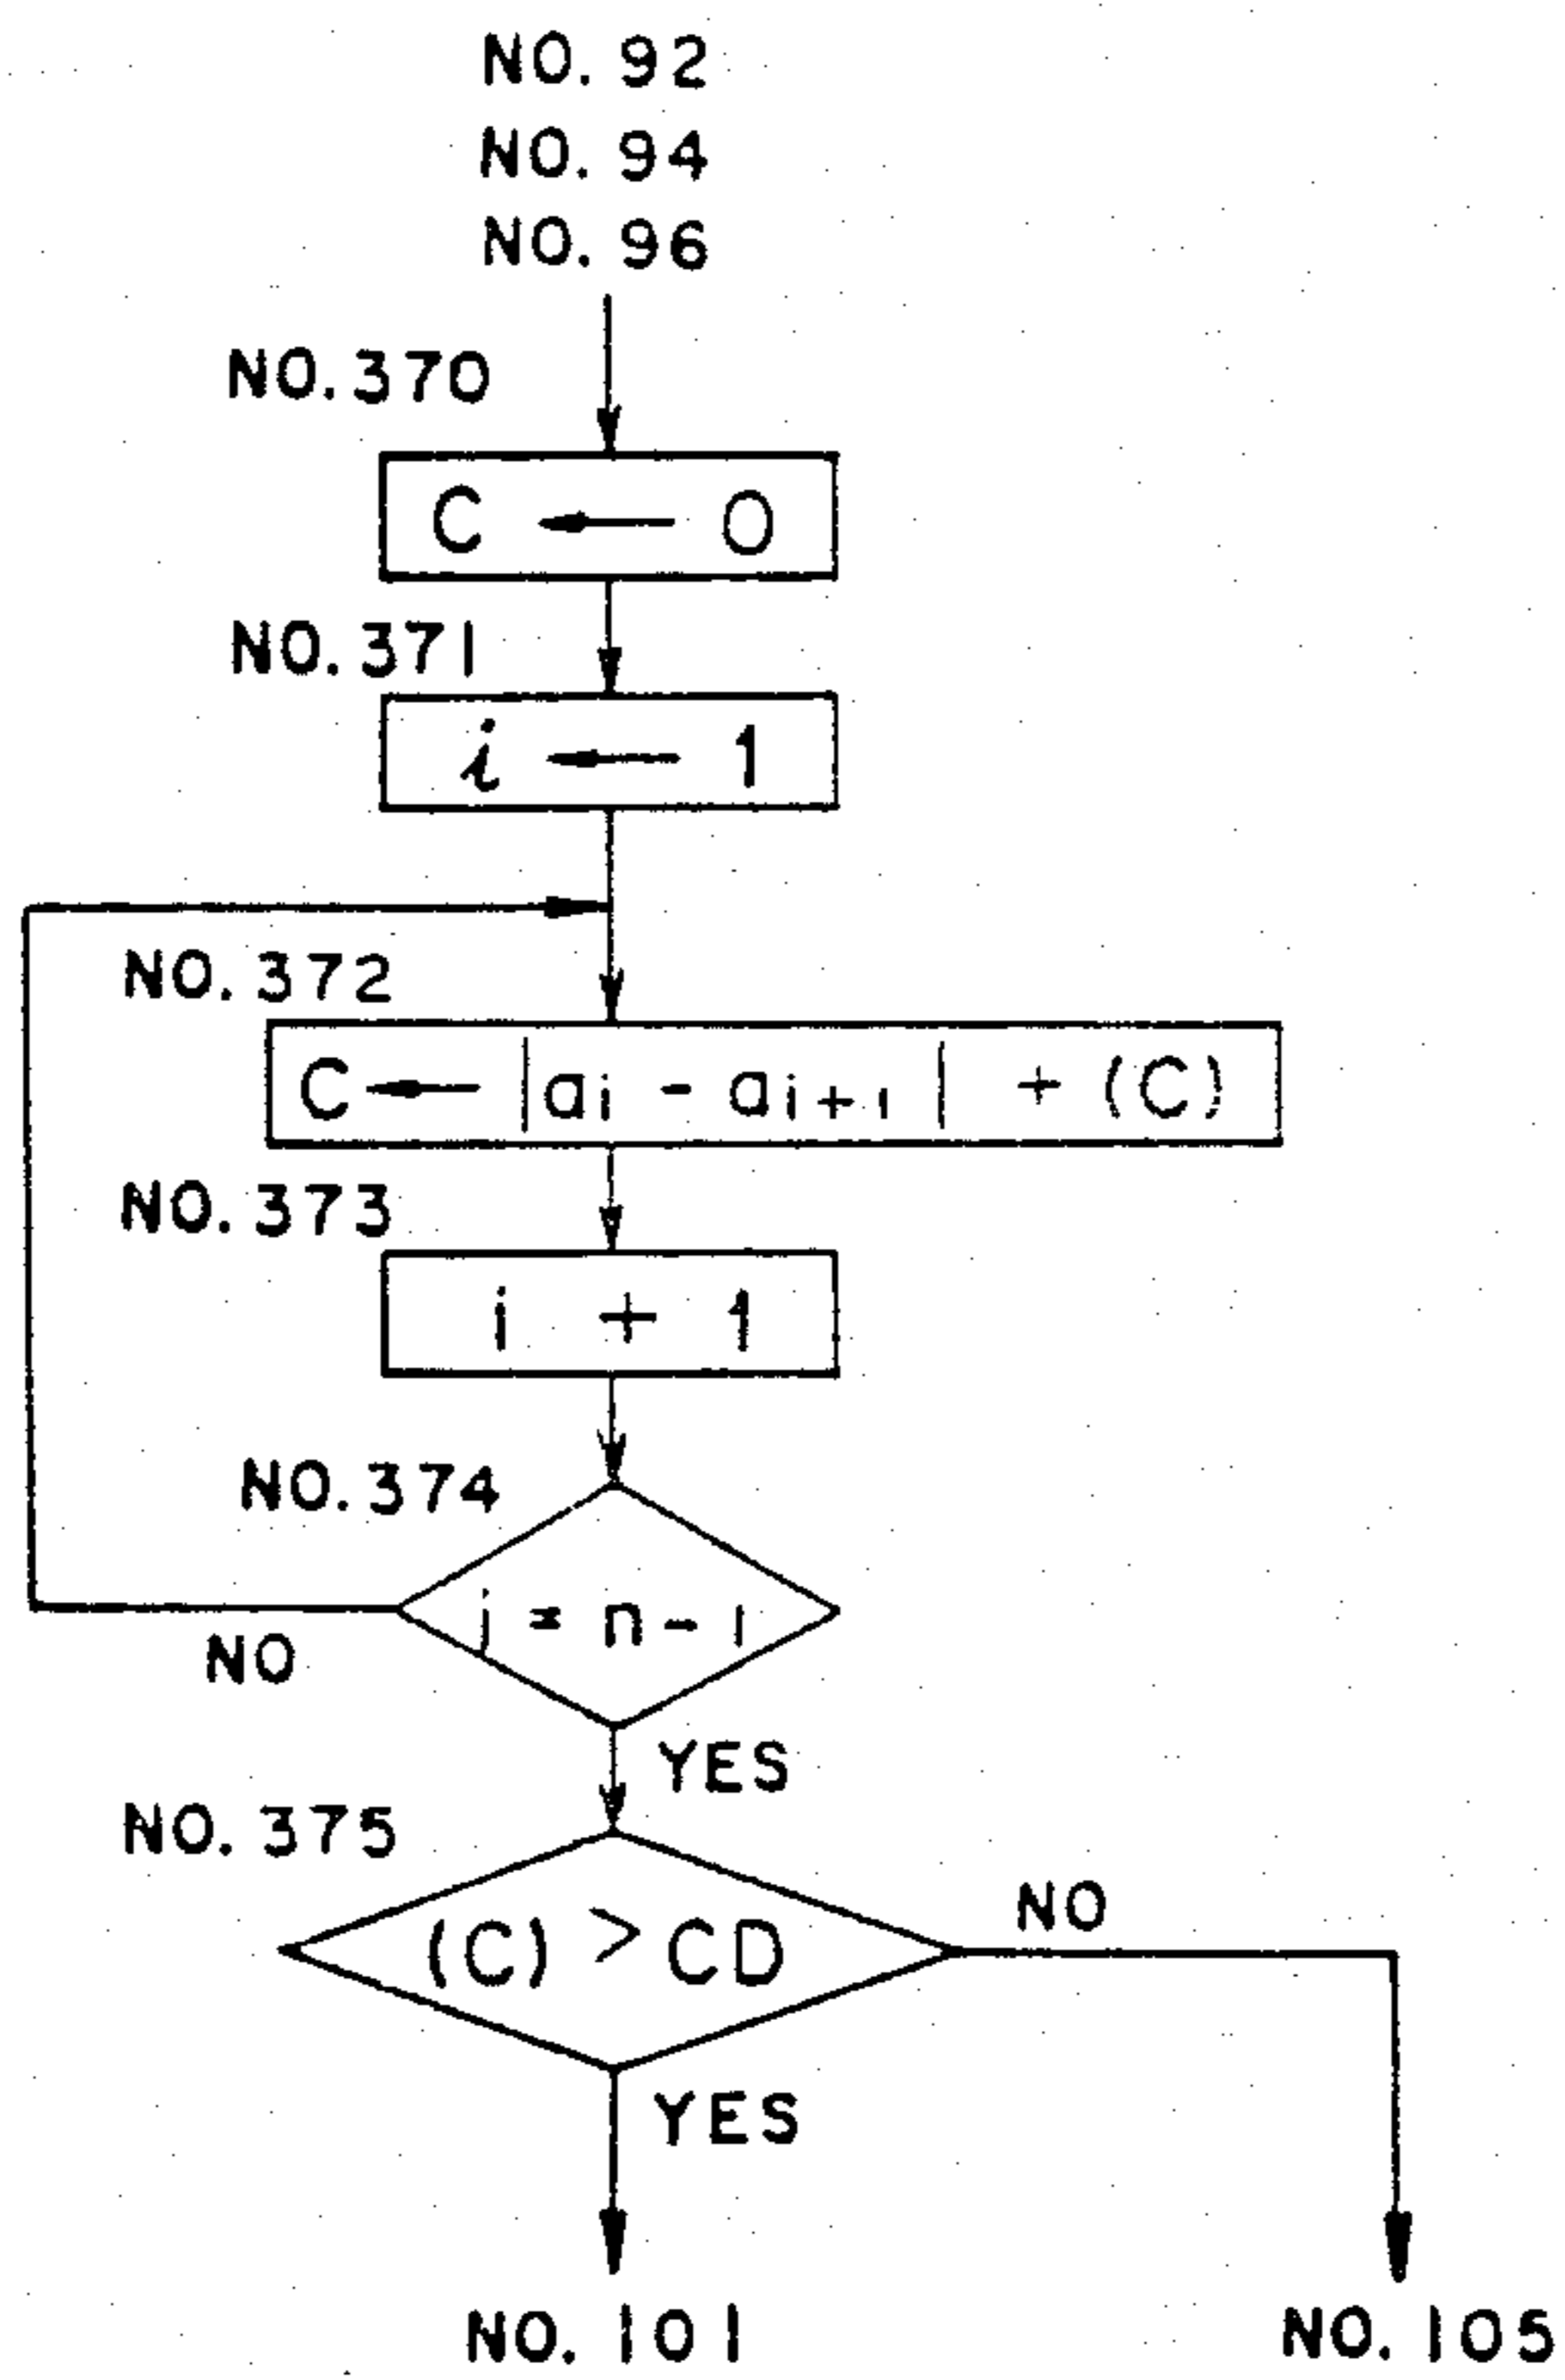 NO. 92
NO. 94
NO. 96
NO. 370
C ← 0
NO. 371
i ← 1
NO. 372
C ← |ai - ai+1| + (C)
NO. 373
i + 1
NO. 374
i = n - 1
NO
YES
NO. 375
(C) > CD
NO
YES
NO. 101
NO. 105